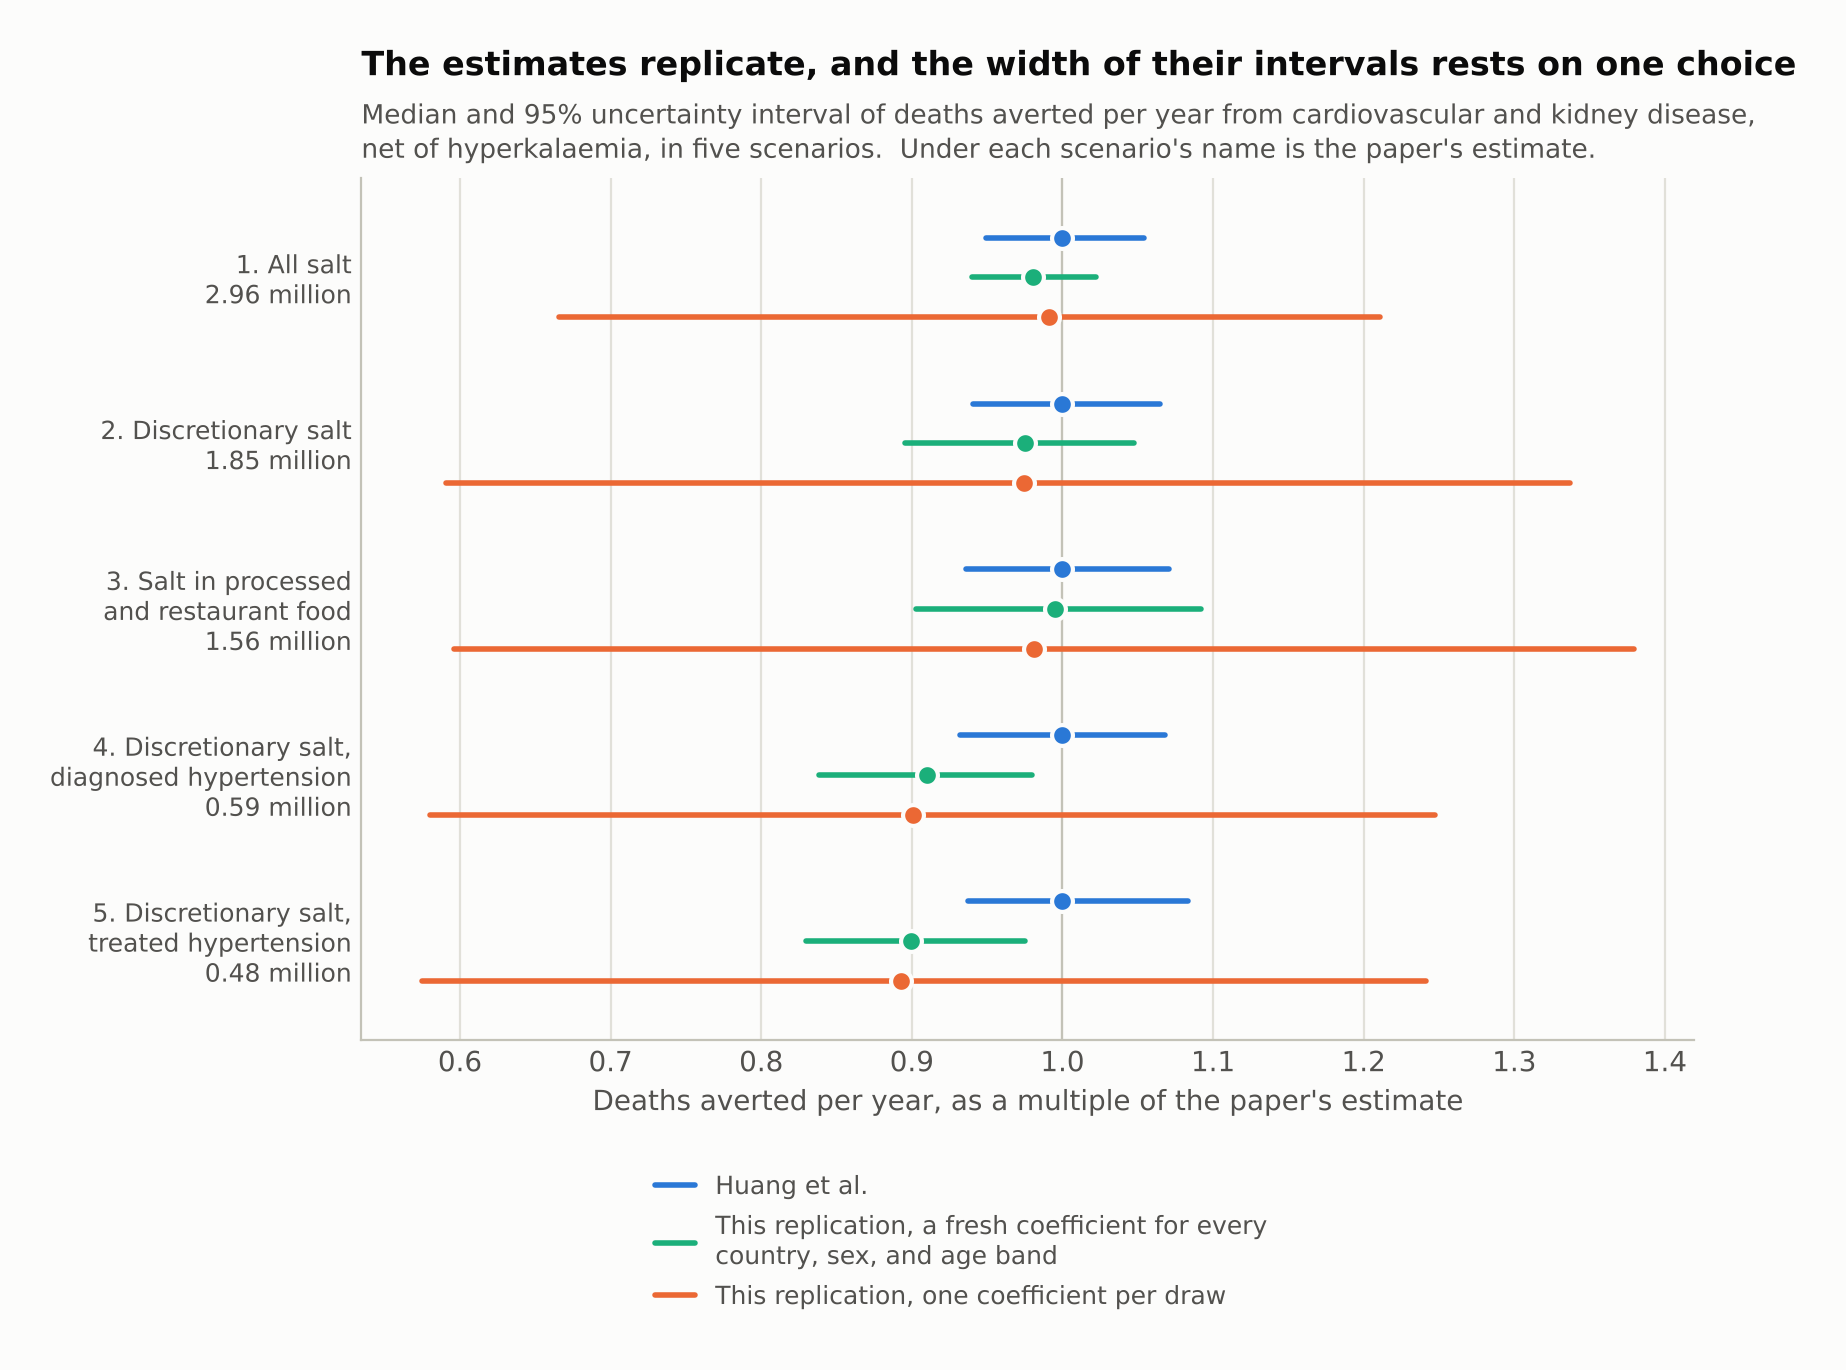 The estimates replicate, and the width of their intervals rests on one choice
Median and 95% uncertainty interval of deaths averted per year from cardiovascular and kidney disease,
net of hyperkalaemia, in five scenarios.  Under each scenario's name is the paper's estimate.
1. All salt
2.96 million
2. Discretionary salt
1.85 million
3. Salt in processed
and restaurant food
1.56 million
4. Discretionary salt,
diagnosed hypertension
0.59 million
5. Discretionary salt,
treated hypertension
0.48 million
0.6 0.7 0.8 0.9 1.0 1.1 1.2 1.3 1.4
Deaths averted per year, as a multiple of the paper's estimate
Huang et al.
This replication, a fresh coefficient for every
country, sex, and age band
This replication, one coefficient per draw